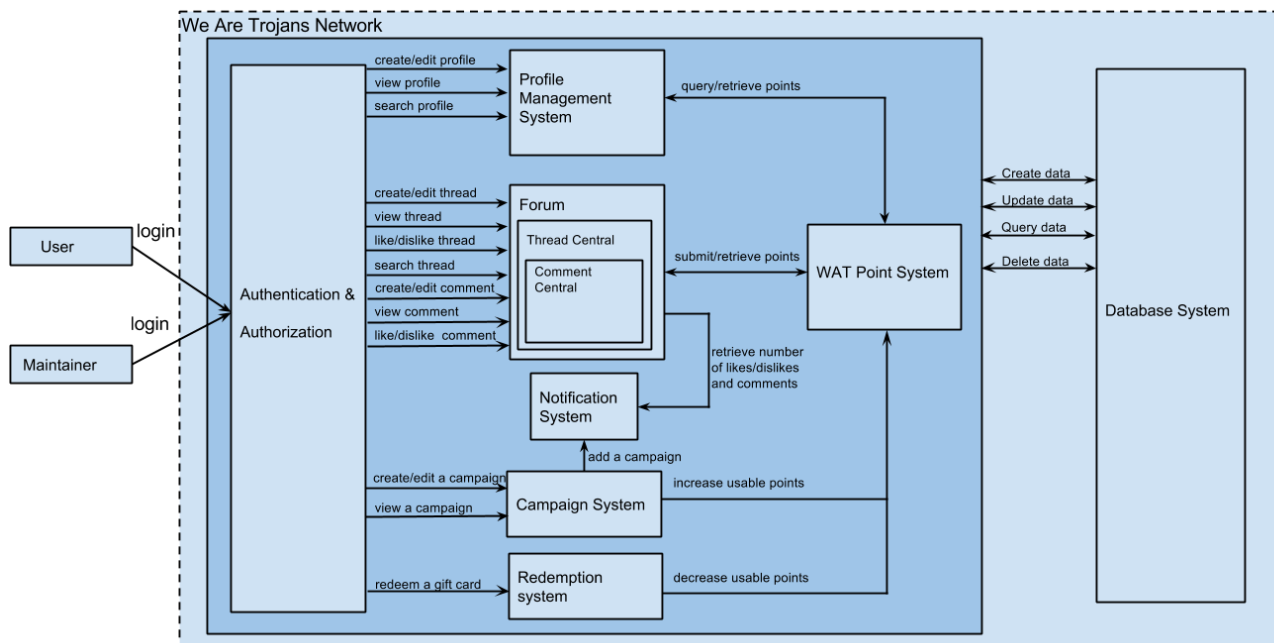 We Are Trojans Network
create/edit profile
view profile
search profile
Profile
Management
System
query/retrieve points
create/edit thread
view thread
like/dislike thread
search thread
create/edit comment
view comment
like/dislike  comment
Forum
Thread Central
Comment
Central
submit/retrieve points
WAT Point System
Create data
Update data
Query data
Delete data
Database System
login
User
login
Maintainer
Authentication &
Authorization
retrieve number
of likes/dislikes
and comments
Notification
System
add a campaign
create/edit a campaign
view a campaign
Campaign System
increase usable points
redeem a gift card
Redemption
system
decrease usable points